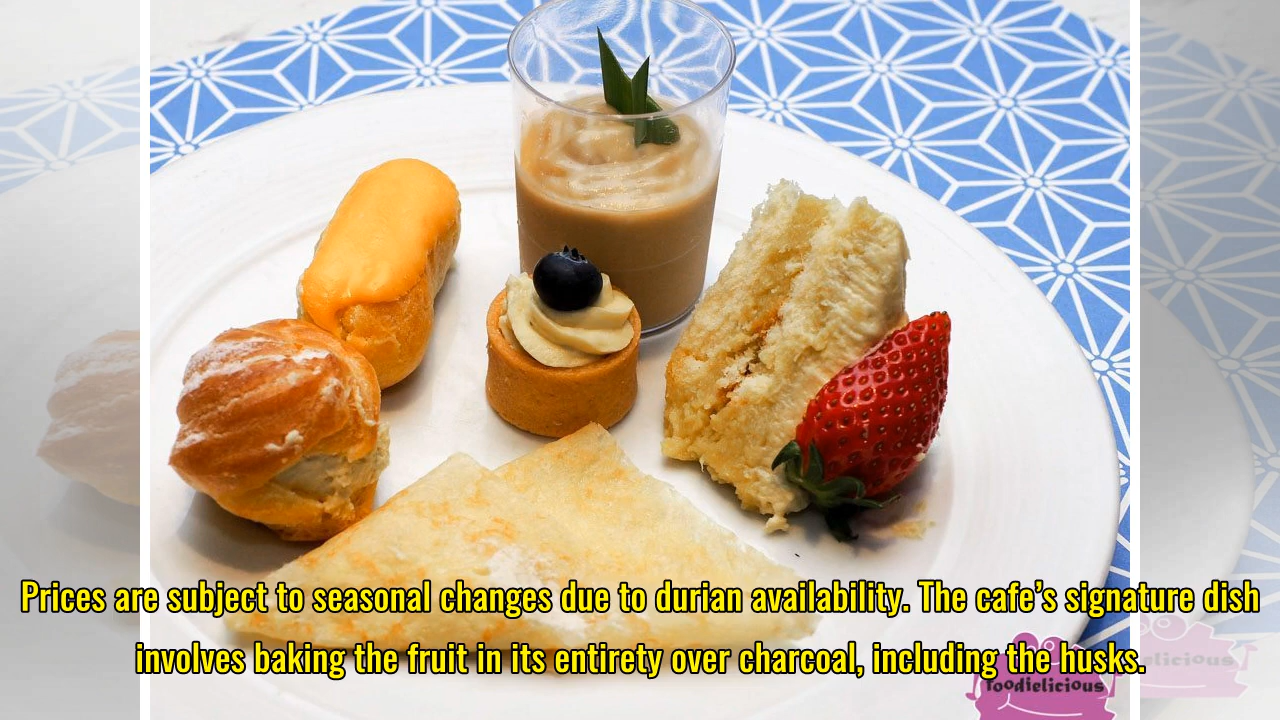 Prices are subject to seasonal changes due to durian availability. The cafe’s signature dish
involves baking the fruit in its entirety over charcoal, including the husks.
foodielicious